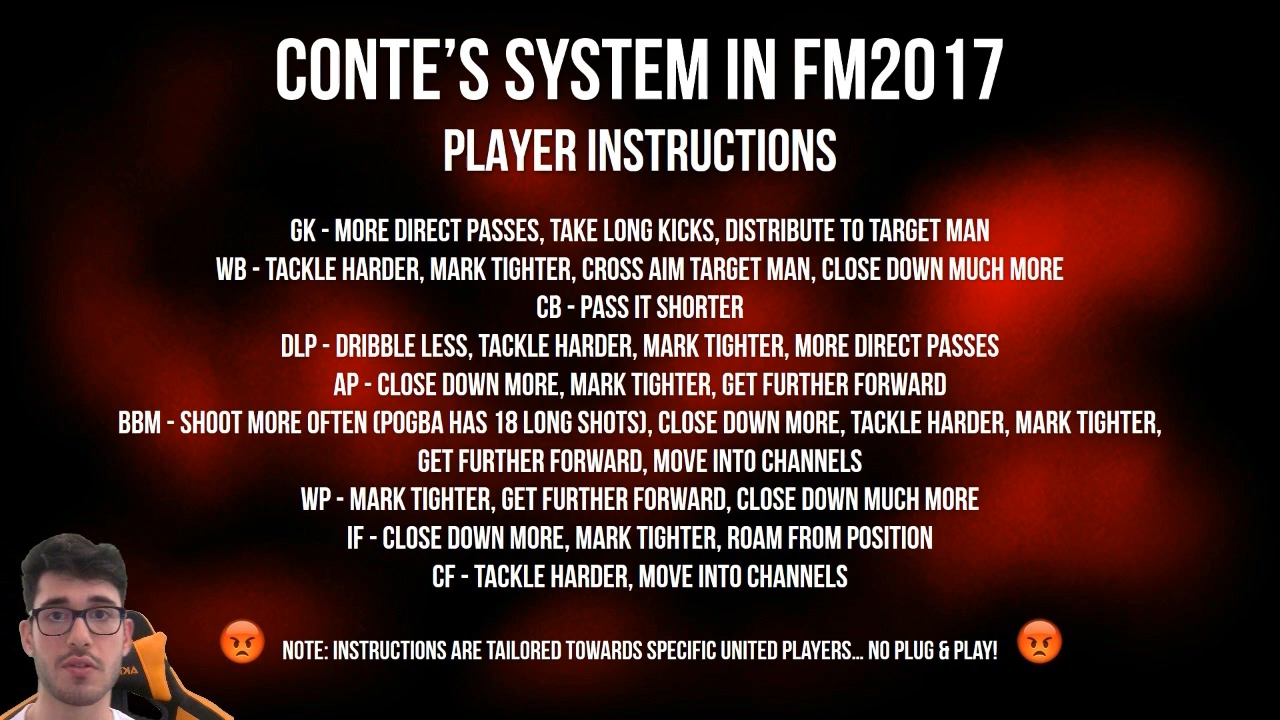 CONTE'S SYSTEM IN FM2017
PLAYER INSTRUCTIONS
GK - MORE DIRECT PASSES, TAKE LONG KICKS, DISTRIBUTE TO TARGET MAN
WB - TACKLE HARDER, MARK TIGHTER, CROSS AIM TARGET MAN, CLOSE DOWN MUCH MORE
CB - PASS IT SHORTER
DLP - DRIBBLE LESS, TACKLE HARDER, MARK TIGHTER, MORE DIRECT PASSES
AP - CLOSE DOWN MORE, MARK TIGHTER, GET FURTHER FORWARD
BBM - SHOOT MORE OFTEN (POGBA HAS 18 LONG SHOTS), CLOSE DOWN MORE, TACKLE HARDER, MARK TIGHTER,
GET FURTHER FORWARD, MOVE INTO CHANNELS
WP - MARK TIGHTER, GET FURTHER FORWARD, CLOSE DOWN MUCH MORE
IF - CLOSE DOWN MORE, MARK TIGHTER, ROAM FROM POSITION
CF - TACKLE HARDER, MOVE INTO CHANNELS
NOTE: INSTRUCTIONS ARE TAILORED TOWARDS SPECIFIC UNITED PLAYERS... NO PLUG & PLAY!